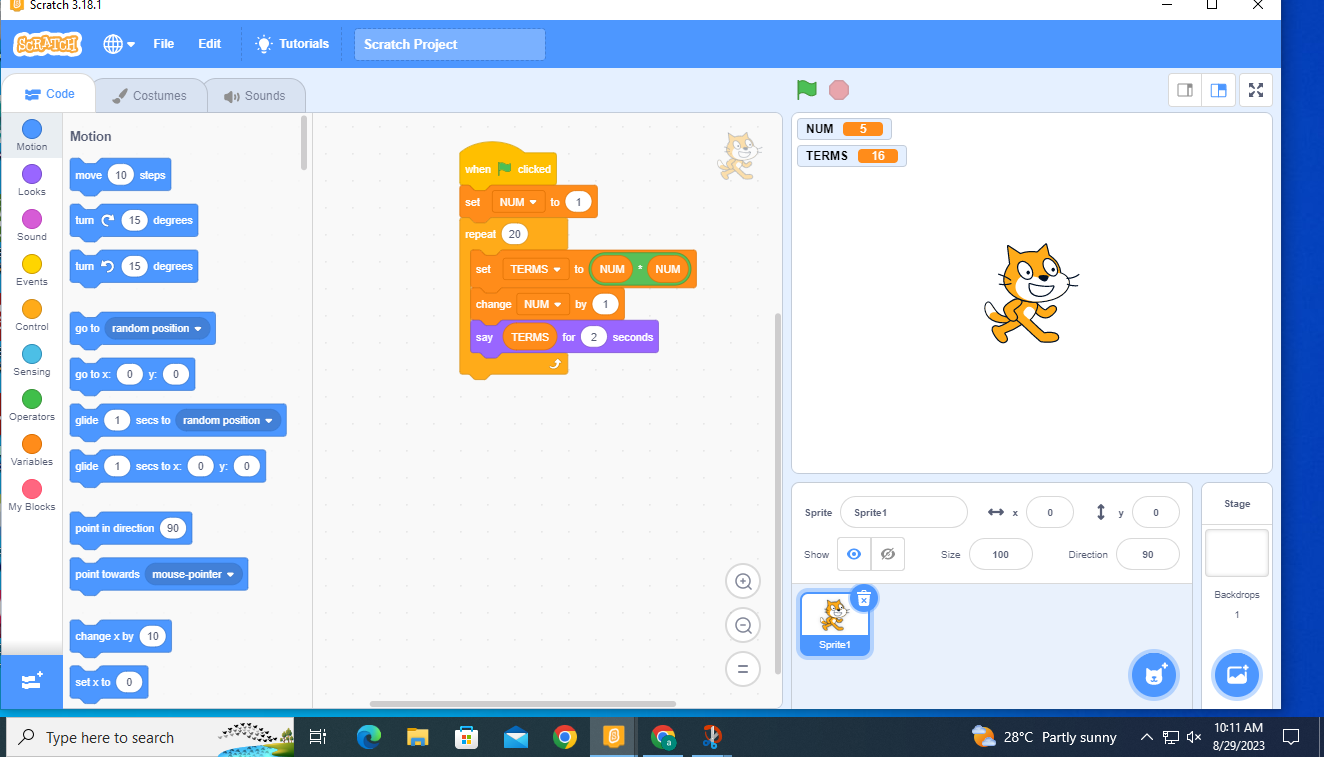 Scratch 3.18.1
SCRATCH
File
Edit
Tutorials
Scratch Project
Code
Costumes
Sounds
Motion
Looks
Sound
Events
Control
Sensing
Operators
Variables
My Blocks
Motion
move 10 steps
turn 15 degrees
turn 15 degrees
go to random position
go to x: 0 y: 0
glide 1 secs to random position
glide 1 secs to x: 0 y: 0
point in direction 90
point towards mouse-pointer
change x by 10
set x to 0
when clicked
set NUM to 1
repeat 20
set TERMS to NUM * NUM
change NUM by 1
say TERMS for 2 seconds
NUM 5
TERMS 16
Sprite Sprite1 x 0 y 0
Show Size 100 Direction 90
Sprite1
Stage
Backdrops
1
Type here to search
28°C Partly sunny
10:11 AM
8/29/2023